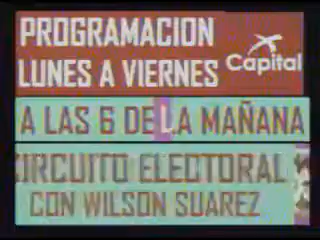 PROGRAMACION
LUNES A VIERNES
Capital
A LAS 6 DE LA MAÑANA
CIRCUITO ELECTORAL
CON WILSON SUAREZ